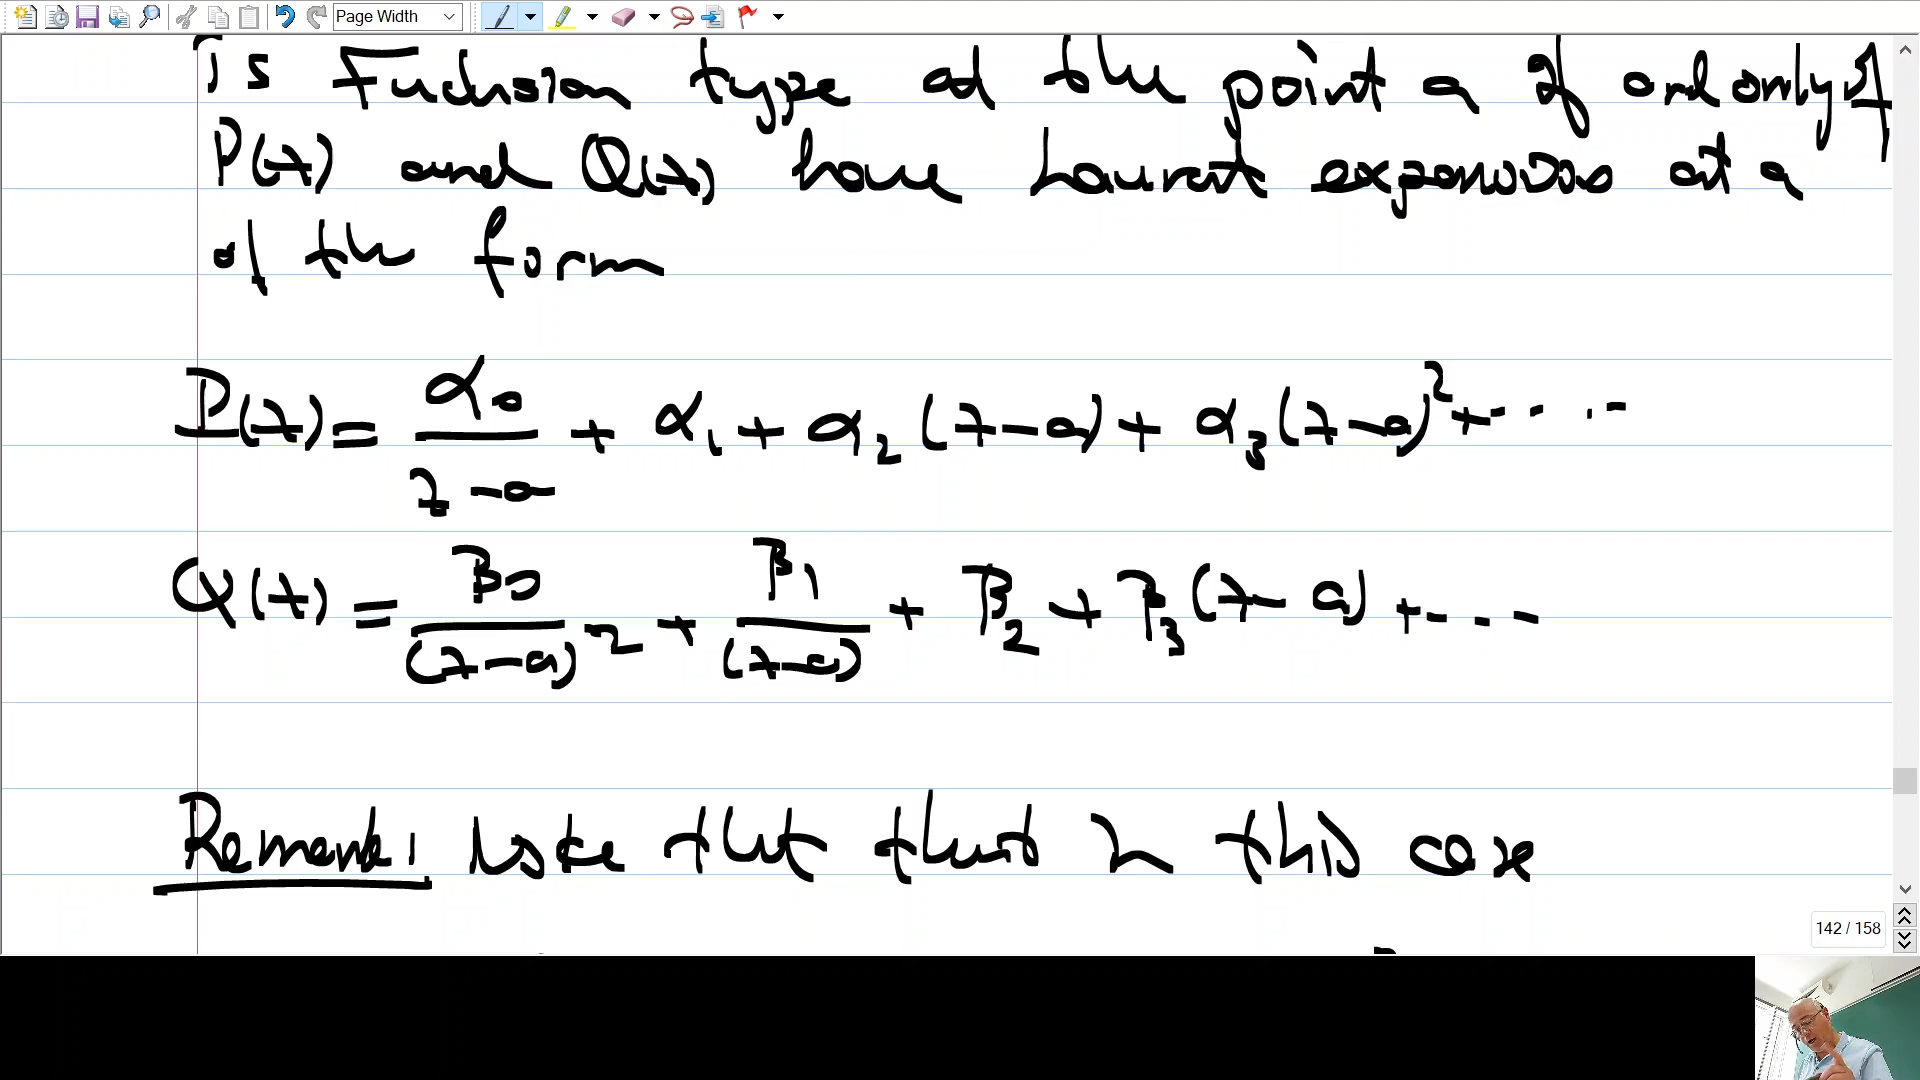 Page Width
is Fuchsian type at the point a if and only if
P(z) and Q(z) have Laurent expansions at a
of the form
P(z) = α₀/(z-a) + α₁ + α₂(z-a) + α₃(z-a)² + ....
Q(z) = β₀/(z-a)² + β₁/(z-a) + β₂ + β₃(z-a) + ...
Remark: Note that that in this case
142 / 158